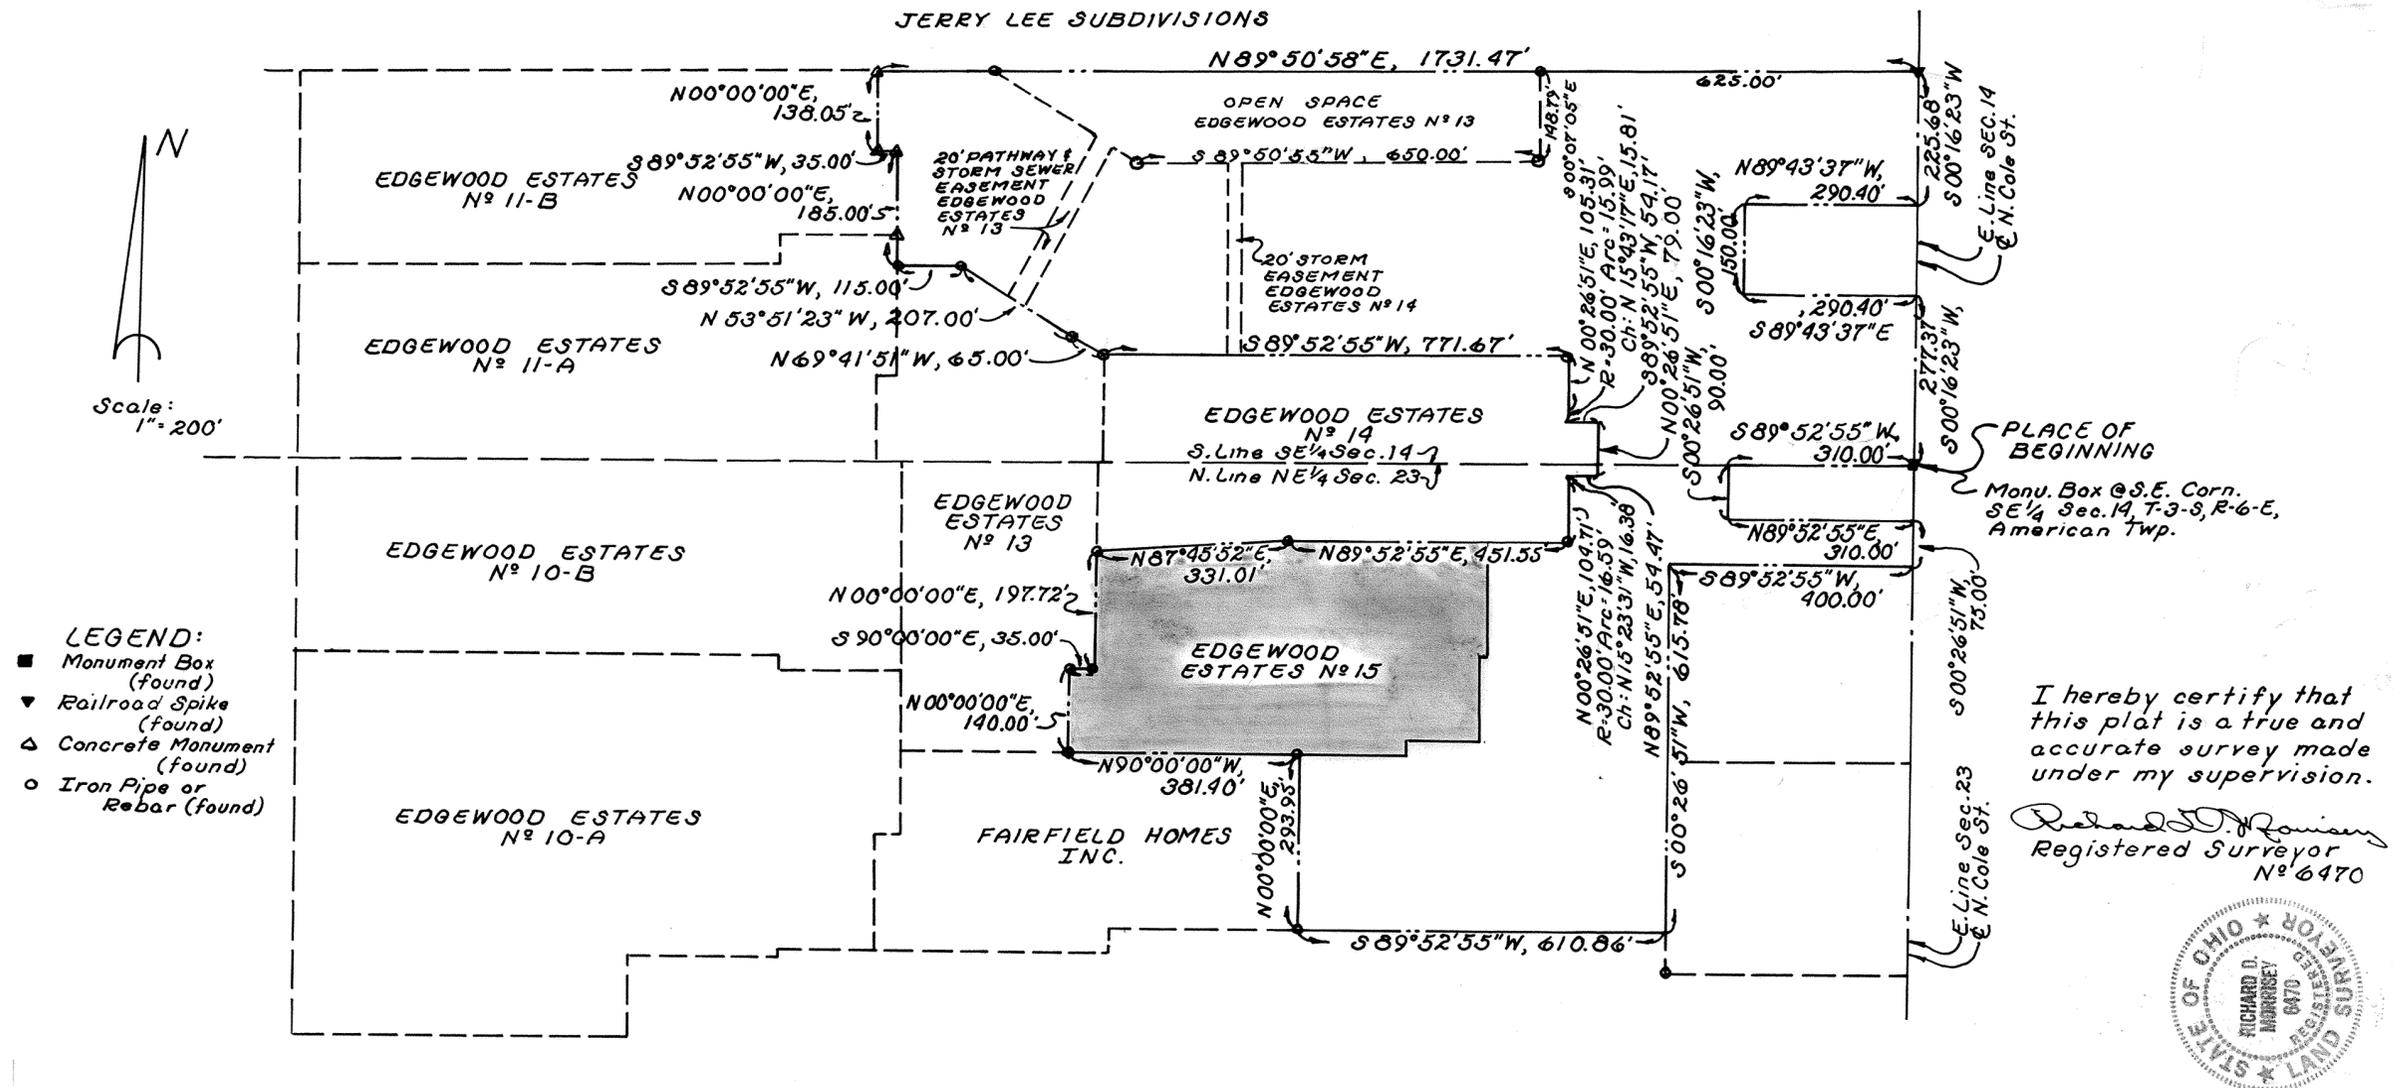 JERRY LEE SUBDIVISIONS
N89°50'58"E, 1731.47'
625.00'
N00°00'00"E,
138.05'
S89°52'55"W, 35.00'
N00°00'00"E,
185.00'
EDGEWOOD ESTATES
Nº 11-B
N
20' PATHWAY &
STORM SEWER
EASEMENT
EDGEWOOD
ESTATES
Nº 13
OPEN SPACE
EDGEWOOD ESTATES Nº 13
S 89°50'55"W, 650.00'
148.79'
S00°07'05"E
225.68'
S00°16'23"W
E. Line SEC. 14
℄ N. Cole St.
N89°43'37"W,
290.40'
150.00'
S00°16'23"W,
290.40'
S89°43'37"E
277.37'
S00°16'23"W,
20' STORM
EASEMENT
EDGEWOOD
ESTATES Nº 14
S89°52'55"W, 115.00'
N 53°51'23"W, 207.00'
N69°41'51"W, 65.00'
S89°52'55"W, 771.67'
N00°26'51"E, 105.31'
R=30.00' Arc=15.99'
Ch: N 15°43'17"E, 15.81'
S89°52'55"W, 54.17'
N00°26'51"E, 79.00'
S00°26'51"W,
90.00'
EDGEWOOD ESTATES
Nº 11-A
Scale:
1"=200'
EDGEWOOD ESTATES
Nº 14
S. Line SE¼ Sec. 14
N. Line NE¼ Sec. 23
S89°52'55"W,
310.00'
PLACE OF
BEGINNING
Monu. Box @ S.E. Corn.
SE¼ Sec. 14, T-3-S, R-6-E,
American Twp.
N89°52'55"E,
310.00'
S89°52'55"W,
400.00'
S00°26'51"W,
75.00'
EDGEWOOD
ESTATES
Nº 13
EDGEWOOD ESTATES
Nº 10-B
N87°45'52"E,
331.01'
N89°52'55"E, 451.55'
N00°00'00"E, 197.72'
S 90°00'00"E, 35.00'
N00°00'00"E,
140.00'
EDGEWOOD
ESTATES Nº 15
N00°26'51"E, 104.71'
R=30.00' Arc=16.59'
Ch: N15°23'31"W, 16.38'
N89°52'55"E, 54.47'
S00°26'51"W, 615.78'
LEGEND:
Monument Box
(found)
Railroad Spike
(found)
Concrete Monument
(found)
Iron Pipe or
Rebar (found)
N90°00'00"W,
381.40'
N00°00'00"E,
293.95'
EDGEWOOD ESTATES
Nº 10-A
FAIRFIELD HOMES
INC.
S89°52'55"W, 610.86'
E. Line Sec. 23
℄ N. Cole St.
I hereby certify that
this plat is a true and
accurate survey made
under my supervision.
Richard D. Morrisey
Registered Surveyor
Nº 6470
STATE OF OHIO
RICHARD D.
MORRISEY
6470
REGISTERED
LAND SURVEYOR